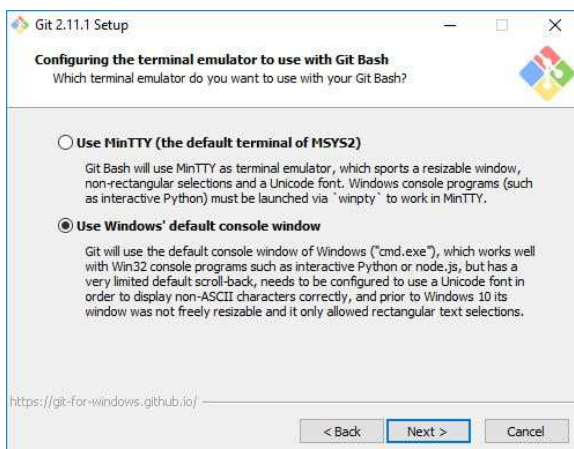 Git 2.11.1 Setup
Configuring the terminal emulator to use with Git Bash
Which terminal emulator do you want to use with your Git Bash?
Use MinTTY (the default terminal of MSYS2)
Git Bash will use MinTTY as terminal emulator, which sports a resizable window,
non-rectangular selections and a Unicode font. Windows console programs (such
as interactive Python) must be launched via `winpty` to work in MinTTY.
Use Windows' default console window
Git will use the default console window of Windows ("cmd.exe"), which works well
with Win32 console programs such as interactive Python or node.js, but has a
very limited default scroll-back, needs to be configured to use a Unicode font in
order to display non-ASCII characters correctly, and prior to Windows 10 its
window was not freely resizable and it only allowed rectangular text selections.
https://git-for-windows.github.io/
< Back Next > Cancel